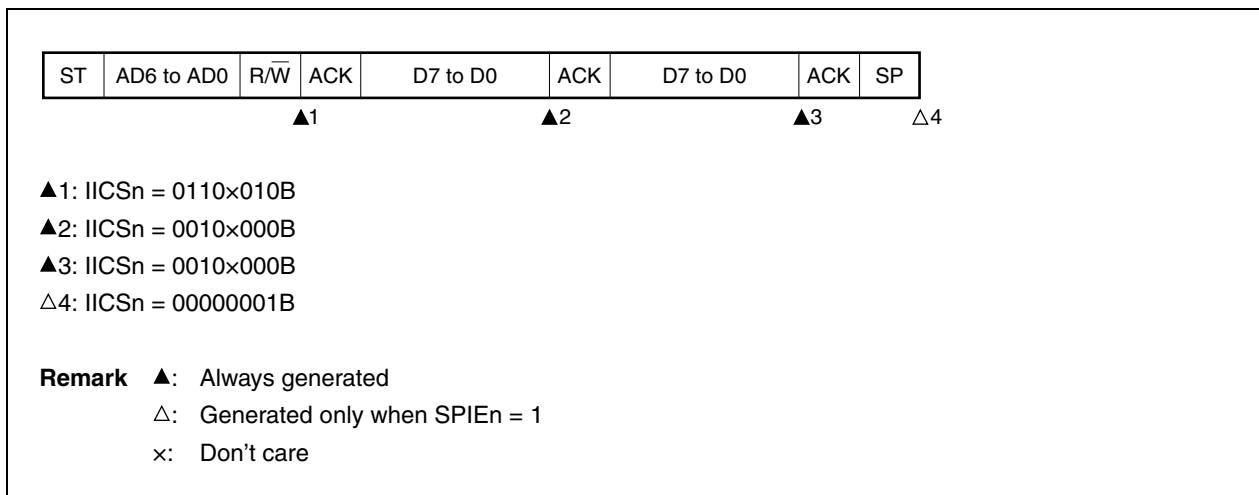 ST AD6 to AD0 R/W̅ ACK D7 to D0 ACK D7 to D0 ACK SP
▲1 ▲2 ▲3 △4
▲1: IICSn = 0110×010B
▲2: IICSn = 0010×000B
▲3: IICSn = 0010×000B
△4: IICSn = 00000001B
Remark ▲: Always generated
△: Generated only when SPIEn = 1
×: Don't care